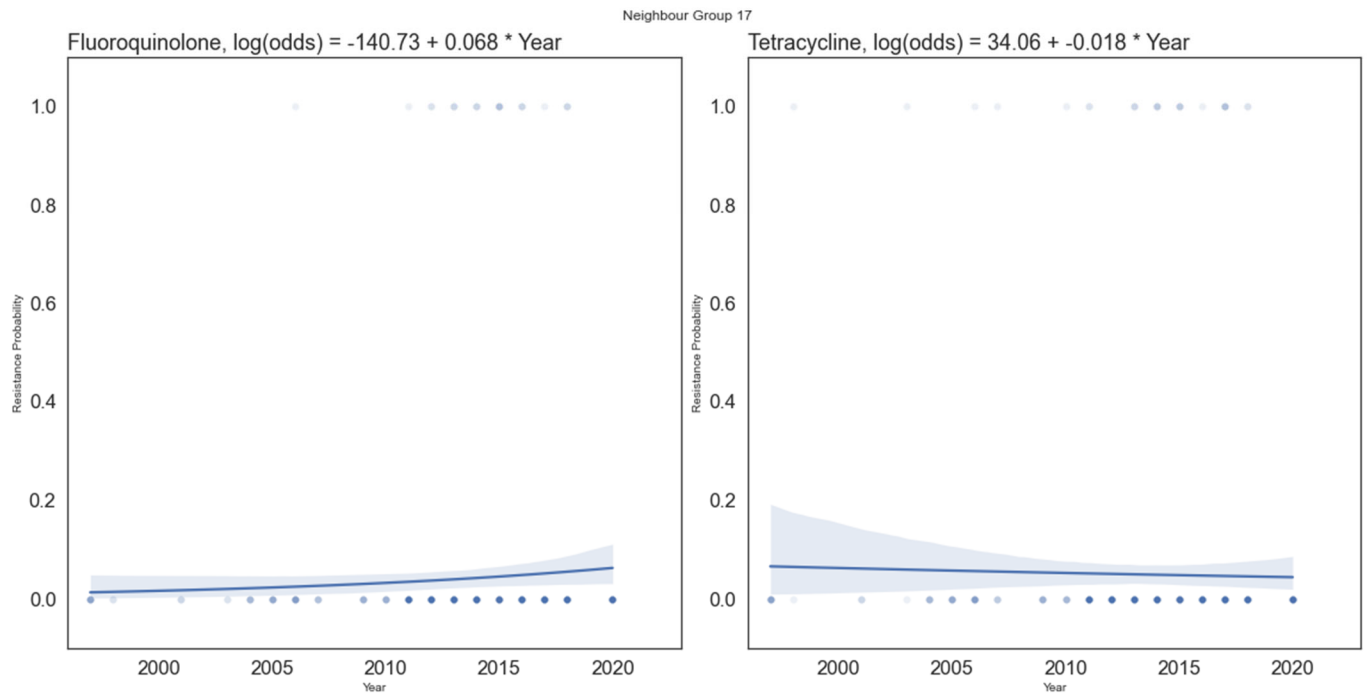 Neighbour Group 17
Fluoroquinolone, log(odds) = -140.73 + 0.068 * Year
1.0
0.8
0.6
0.4
0.2
0.0
Resistance Probability
2000 2005 2010 2015 2020
Year
Tetracycline, log(odds) = 34.06 + -0.018 * Year
1.0
0.8
0.6
0.4
0.2
0.0
Resistance Probability
2000 2005 2010 2015 2020
Year